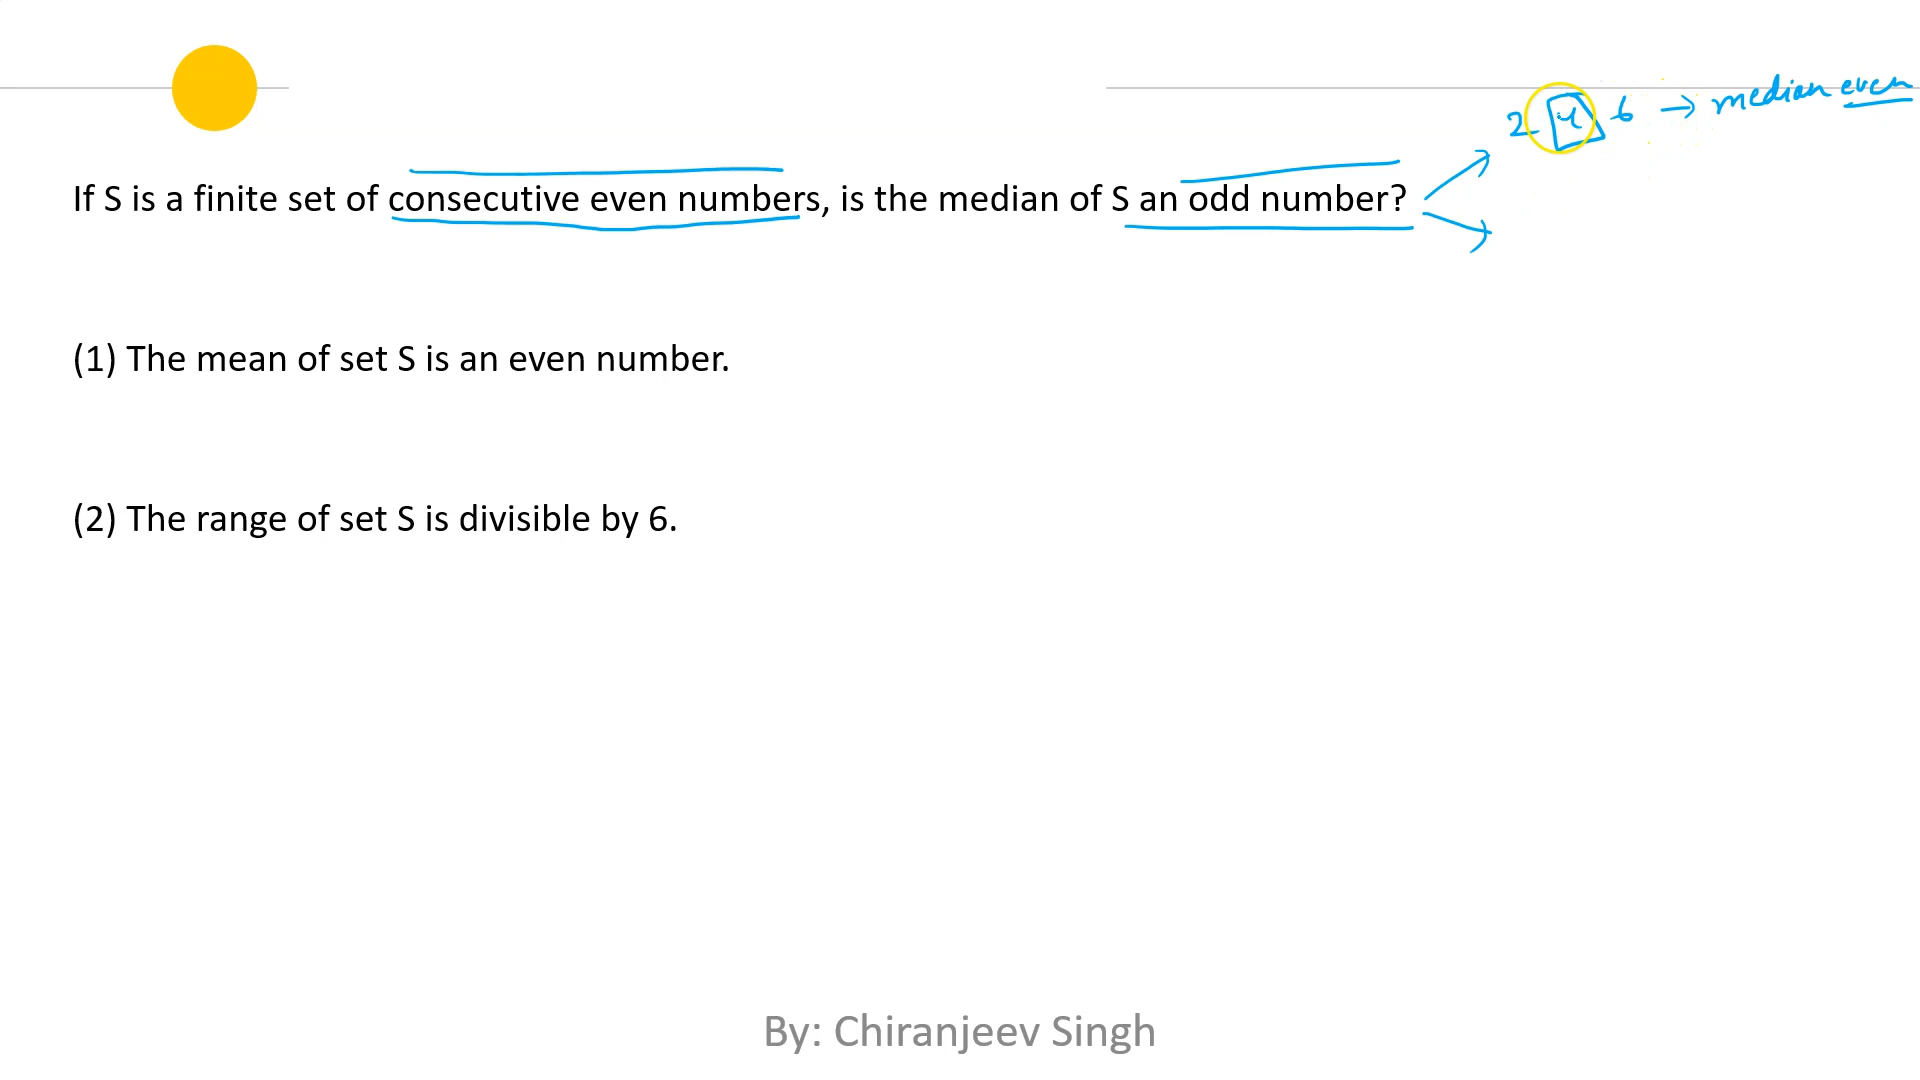 2 4 6 → median even
If S is a finite set of consecutive even numbers, is the median of S an odd number?
(1) The mean of set S is an even number.
(2) The range of set S is divisible by 6.
By: Chiranjeev Singh